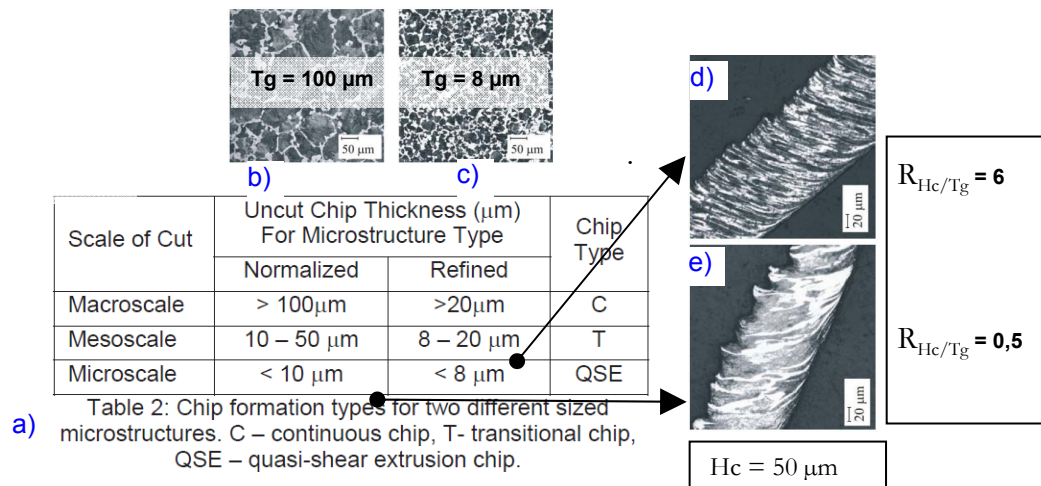 Tg = 100 µm
Tg = 8 µm
50 µm
50 µm
b)
c)
d)
20 µm
R_Hc/Tg = 6
e)
20 µm
R_Hc/Tg = 0,5
Scale of Cut
Uncut Chip Thickness (µm)
For Microstructure Type
Chip
Type
Normalized
Refined
Macroscale
> 100µm
>20µm
C
Mesoscale
10 – 50 µm
8 – 20 µm
T
Microscale
< 10 µm
< 8 µm
QSE
a)
Table 2: Chip formation types for two different sized
microstructures. C – continuous chip, T- transitional chip,
QSE – quasi-shear extrusion chip.
Hc = 50 µm